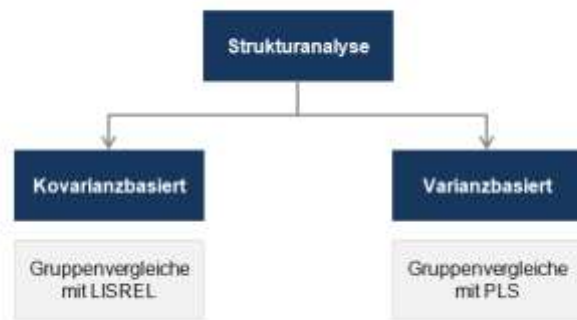 Strukturanalyse
Kovarianzbasiert
Varianzbasiert
Gruppenvergleiche
mit LISREL
Gruppenvergleiche
mit PLS